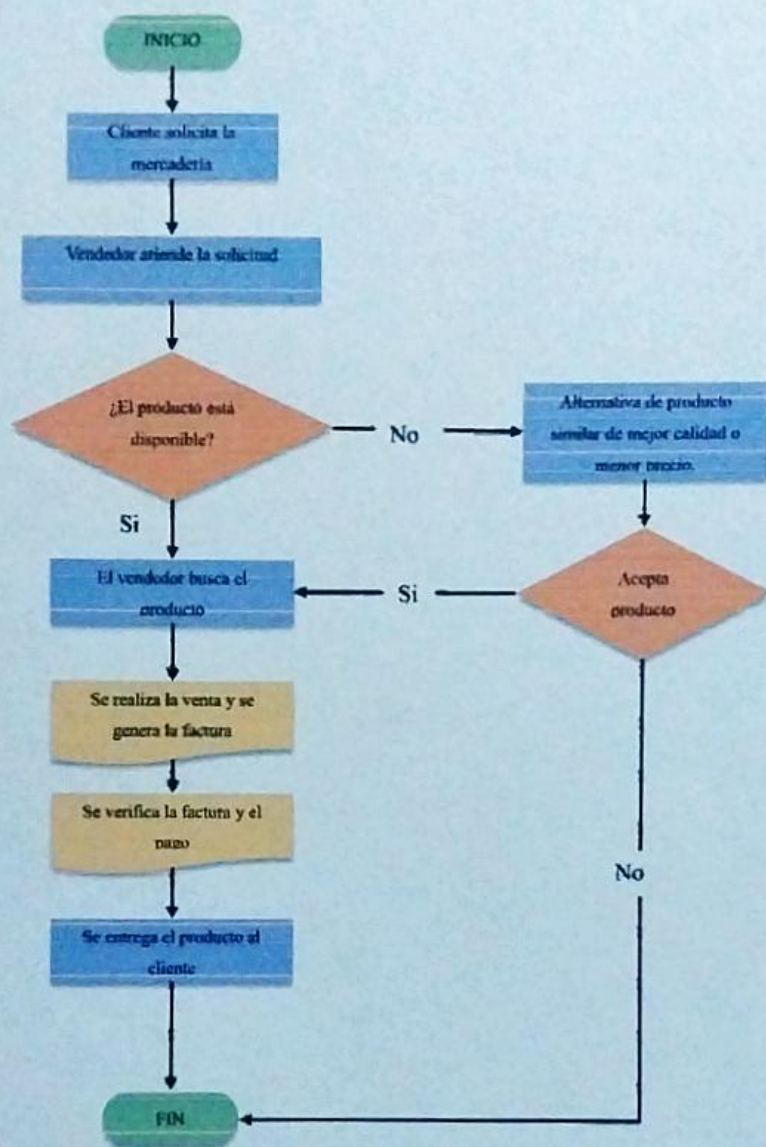 INICIO
Cliente solicita la
mercadería
Vendedor atiende la solicitud
¿El producto está
disponible?
No
Alternativa de producto
similar de mejor calidad o
menor precio.
Si
El vendedor busca el
producto
Si
Acepta
producto
Se realiza la venta y se
genera la factura
Se verifica la factura y el
pago
No
Se entrega el producto al
cliente
FIN